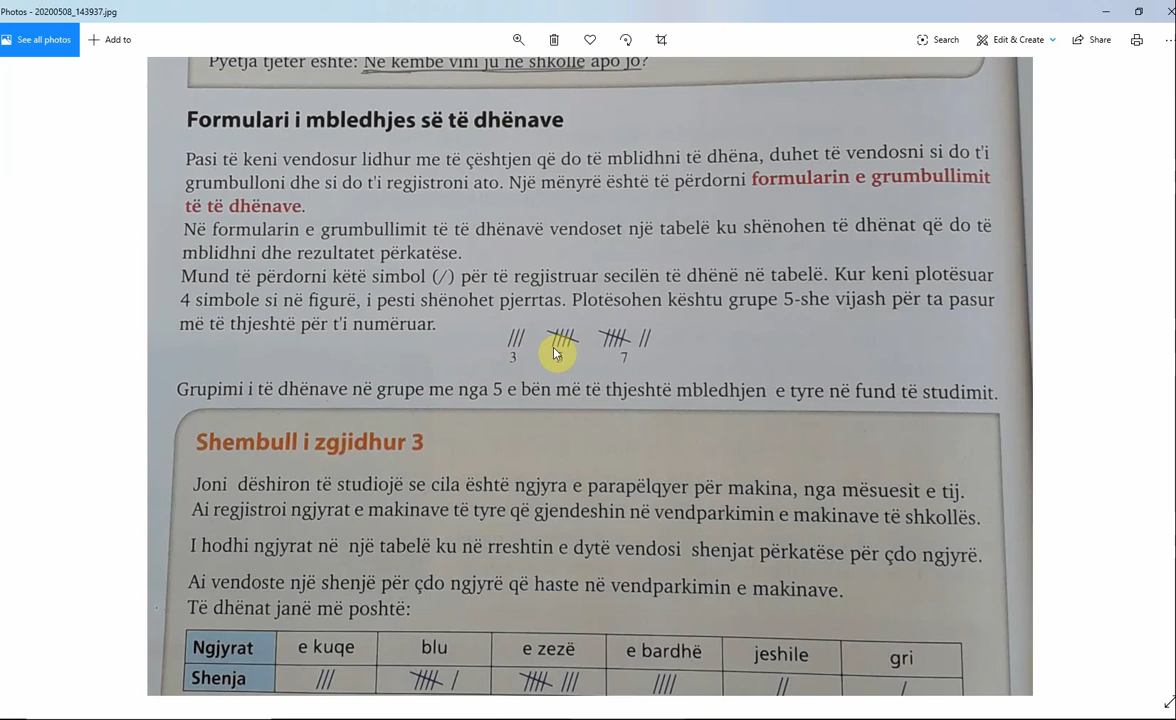 Photos - 20200508_143937.jpg
See all photos
Add to
Search
Edit & Create
Share
Pyetja tjetër është: Në këmbë vini ju në shkollë apo jo?
Formulari i mbledhjes së të dhënave
Pasi të keni vendosur lidhur me të çështjen që do të mblidhni të dhëna, duhet të vendosni si do t'i
grumbulloni dhe si do t'i regjistroni ato. Një mënyrë është të përdorni formularin e grumbullimit
të të dhënave.
Në formularin e grumbullimit të të dhënavë vendoset një tabelë ku shënohen të dhënat që do të
mblidhni dhe rezultatet përkatëse.
Mund të përdorni këtë simbol (/) për të regjistruar secilën të dhënë në tabelë. Kur keni plotësuar
4 simbole si në figurë, i pesti shënohet pjerrtas. Plotësohen kështu grupe 5-she vijash për ta pasur
më të thjeshtë për t'i numëruar.
3 5 7
Grupimi i të dhënave në grupe me nga 5 e bën më të thjeshtë mbledhjen e tyre në fund të studimit.
Shembull i zgjidhur 3
Joni dëshiron të studiojë se cila është ngjyra e parapëlqyer për makina, nga mësuesit e tij.
Ai regjistroi ngjyrat e makinave të tyre që gjendeshin në vendparkimin e makinave të shkollës.
I hodhi ngjyrat në një tabelë ku në rreshtin e dytë vendosi shenjat përkatëse për çdo ngjyrë.
Ai vendoste një shenjë për çdo ngjyrë që haste në vendparkimin e makinave.
Të dhënat janë më poshtë:
Ngjyrat e kuqe blu e zezë e bardhë jeshile gri
Shenja